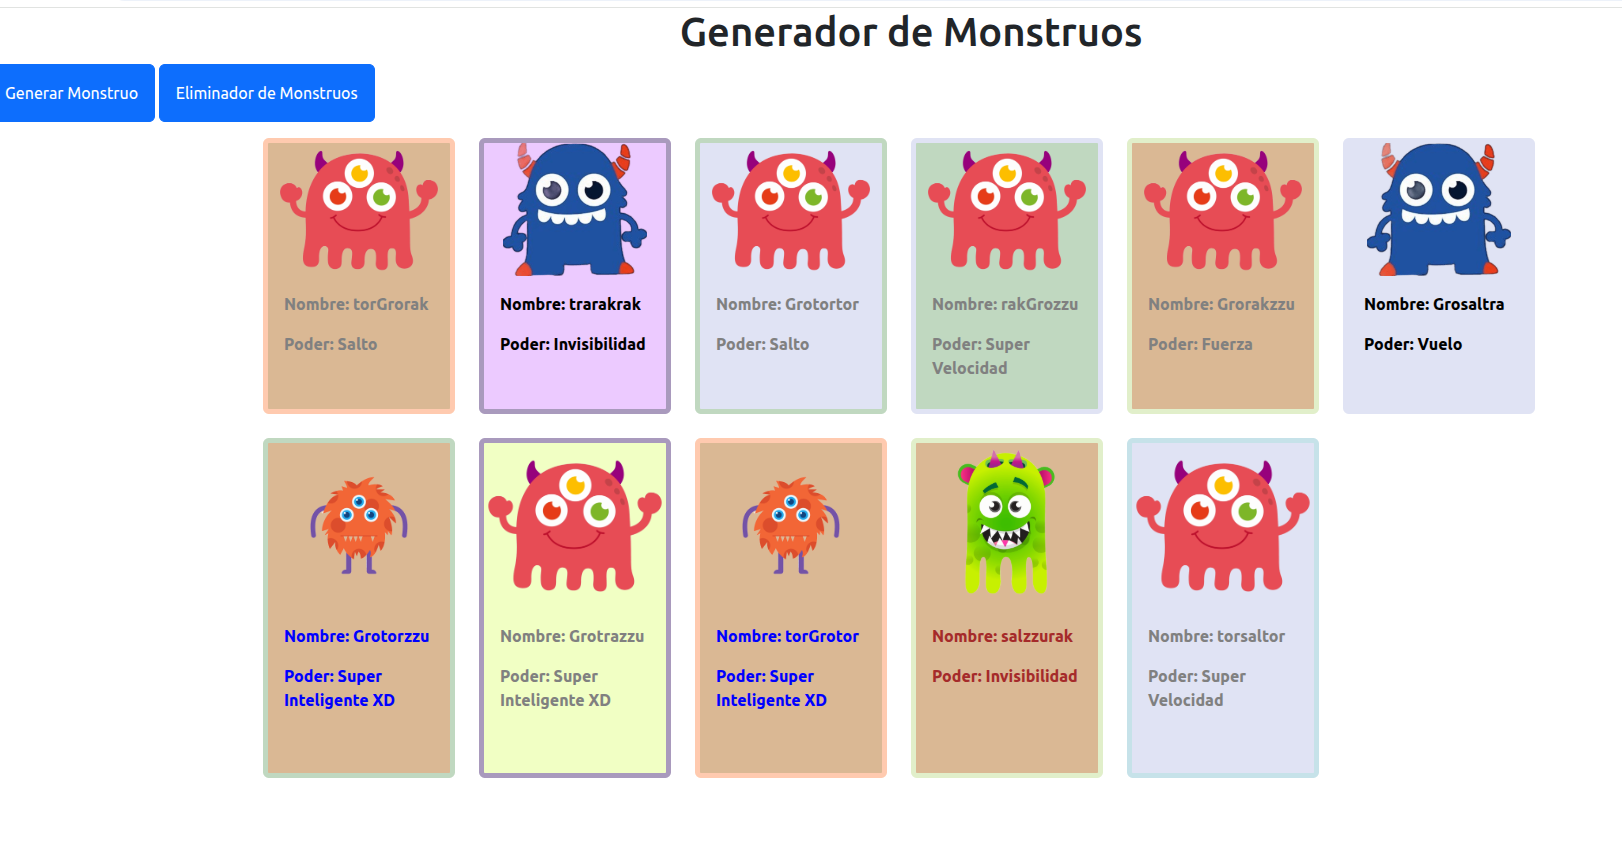 Generador de Monstruos
Generar Monstruo
Eliminador de Monstruos
Nombre: torGrorak
Poder: Salto
Nombre: trarakrak
Poder: Invisibilidad
Nombre: Grotortor
Poder: Salto
Nombre: rakGrozzu
Poder: Super
Velocidad
Nombre: Grorakzzu
Poder: Fuerza
Nombre: Grosaltra
Poder: Vuelo
Nombre: Grotorzzu
Poder: Super
Inteligente XD
Nombre: Grotrazzu
Poder: Super
Inteligente XD
Nombre: torGrotor
Poder: Super
Inteligente XD
Nombre: salzzurak
Poder: Invisibilidad
Nombre: torsaltor
Poder: Super
Velocidad